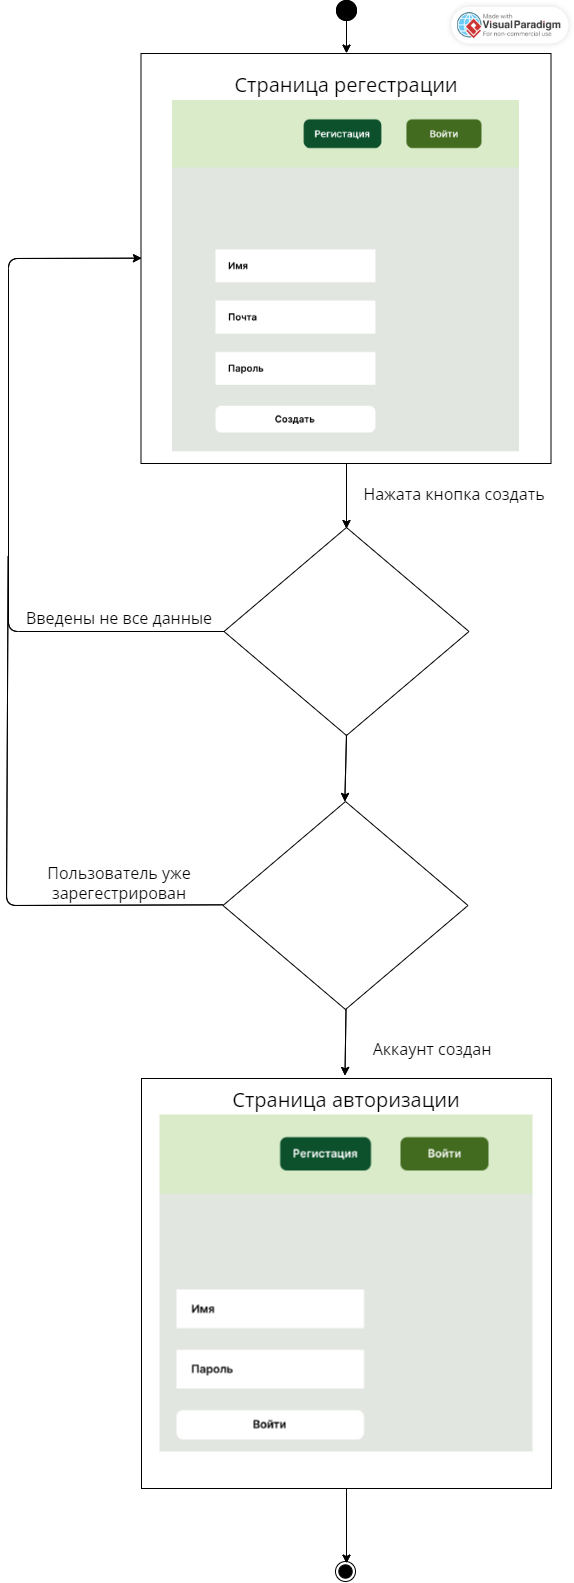 Made with
Visual Paradigm
For non-commercial use
Страница регестрации
Регистация
Войти
Имя
Почта
Пароль
Создать
Нажата кнопка создать
Введены не все данные
Пользователь уже
зарегестрирован
Аккаунт создан
Страница авторизации
Регистация
Войти
Имя
Пароль
Войти